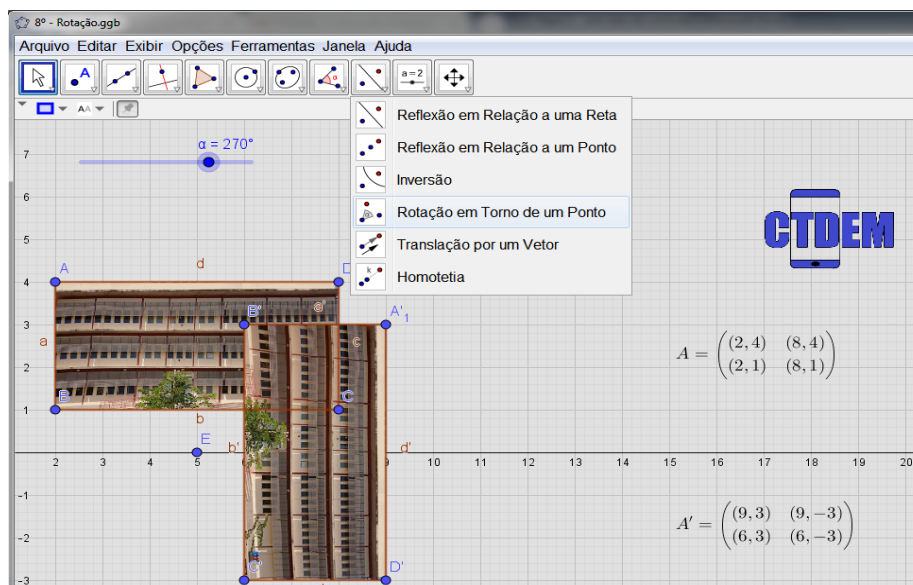 8º - Rotação.ggb
Arquivo Editar Exibir Opções Ferramentas Janela Ajuda
A
α
a=2
AA
Reflexão em Relação a uma Reta
Reflexão em Relação a um Ponto
Inversão
Rotação em Torno de um Ponto
Translação por um Vetor
k
Homotetia
α = 270°
CTDEM
7
6
5
4
3
2
1
-1
-2
-3
A
d
D
a
B'
c'
A'1
c
B
C
b
E
b'
d'
C'
D'
2 3 4 5 6 7 8 9 10 11 12 13 14 15 16 17 18 19 20
A = ((2, 4) (8, 4)
(2, 1) (8, 1))
A′ = ((9, 3) (9, −3)
(6, 3) (6, −3))